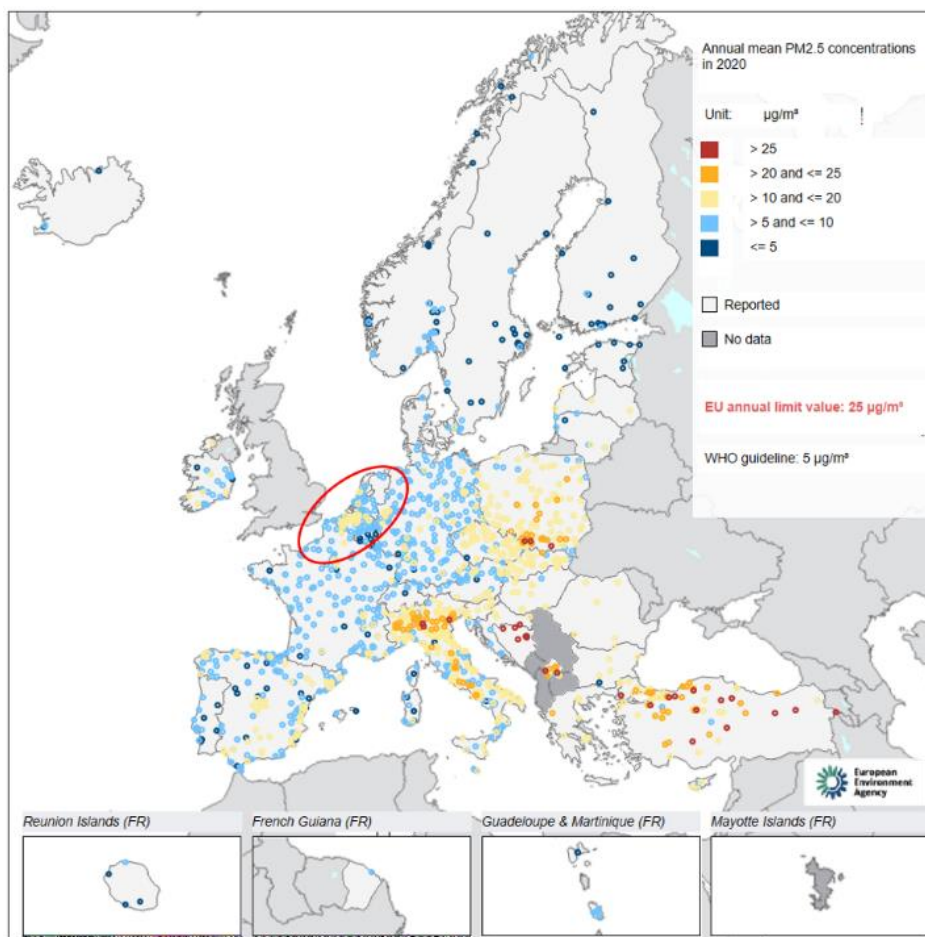 Annual mean PM2.5 concentrations
in 2020
Unit: µg/m³ !
> 25
> 20 and <= 25
> 10 and <= 20
> 5 and <= 10
<= 5
Reported
No data
EU annual limit value: 25 µg/m³
WHO guideline: 5 µg/m³
European
Environment
Agency
Reunion Islands (FR)
French Guiana (FR)
Guadeloupe & Martinique (FR)
Mayotte Islands (FR)